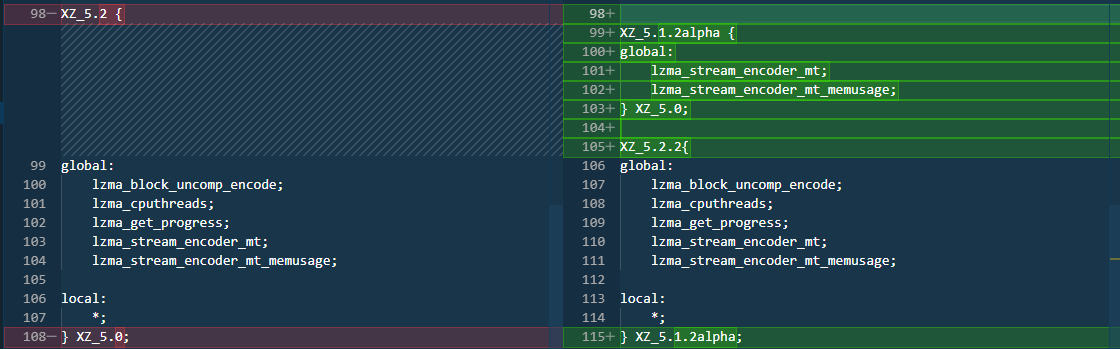 98— XZ_5.2 {
99 global:
100 lzma_block_uncomp_encode;
101 lzma_cputhreads;
102 lzma_get_progress;
103 lzma_stream_encoder_mt;
104 lzma_stream_encoder_mt_memusage;
105
106 local:
107 *;
108— } XZ_5.0;
98+
99+ XZ_5.1.2alpha {
100+ global:
101+ lzma_stream_encoder_mt;
102+ lzma_stream_encoder_mt_memusage;
103+ } XZ_5.0;
104+
105+ XZ_5.2.2{
106 global:
107 lzma_block_uncomp_encode;
108 lzma_cputhreads;
109 lzma_get_progress;
110 lzma_stream_encoder_mt;
111 lzma_stream_encoder_mt_memusage;
112
113 local:
114 *;
115+ } XZ_5.1.2alpha;